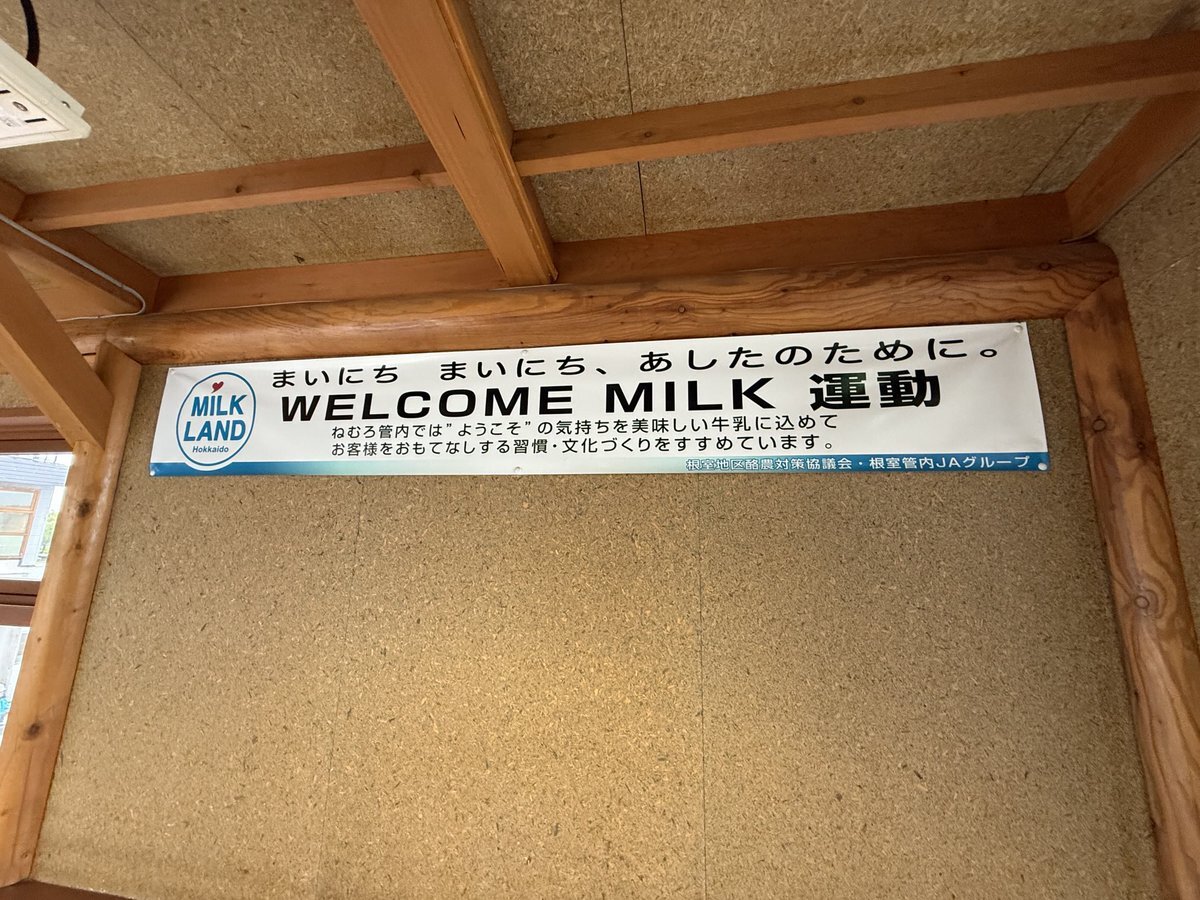 まいにち　まいにち、あしたのために。
MILK
LAND
Hokkaido
WELCOME MILK 運動
ねむろ管内では"ようこそ"の気持ちを美味しい牛乳に込めて
お客様をおもてなしする習慣・文化づくりをすすめています。
根室地区酪農対策協議会・根室管内JAグループ